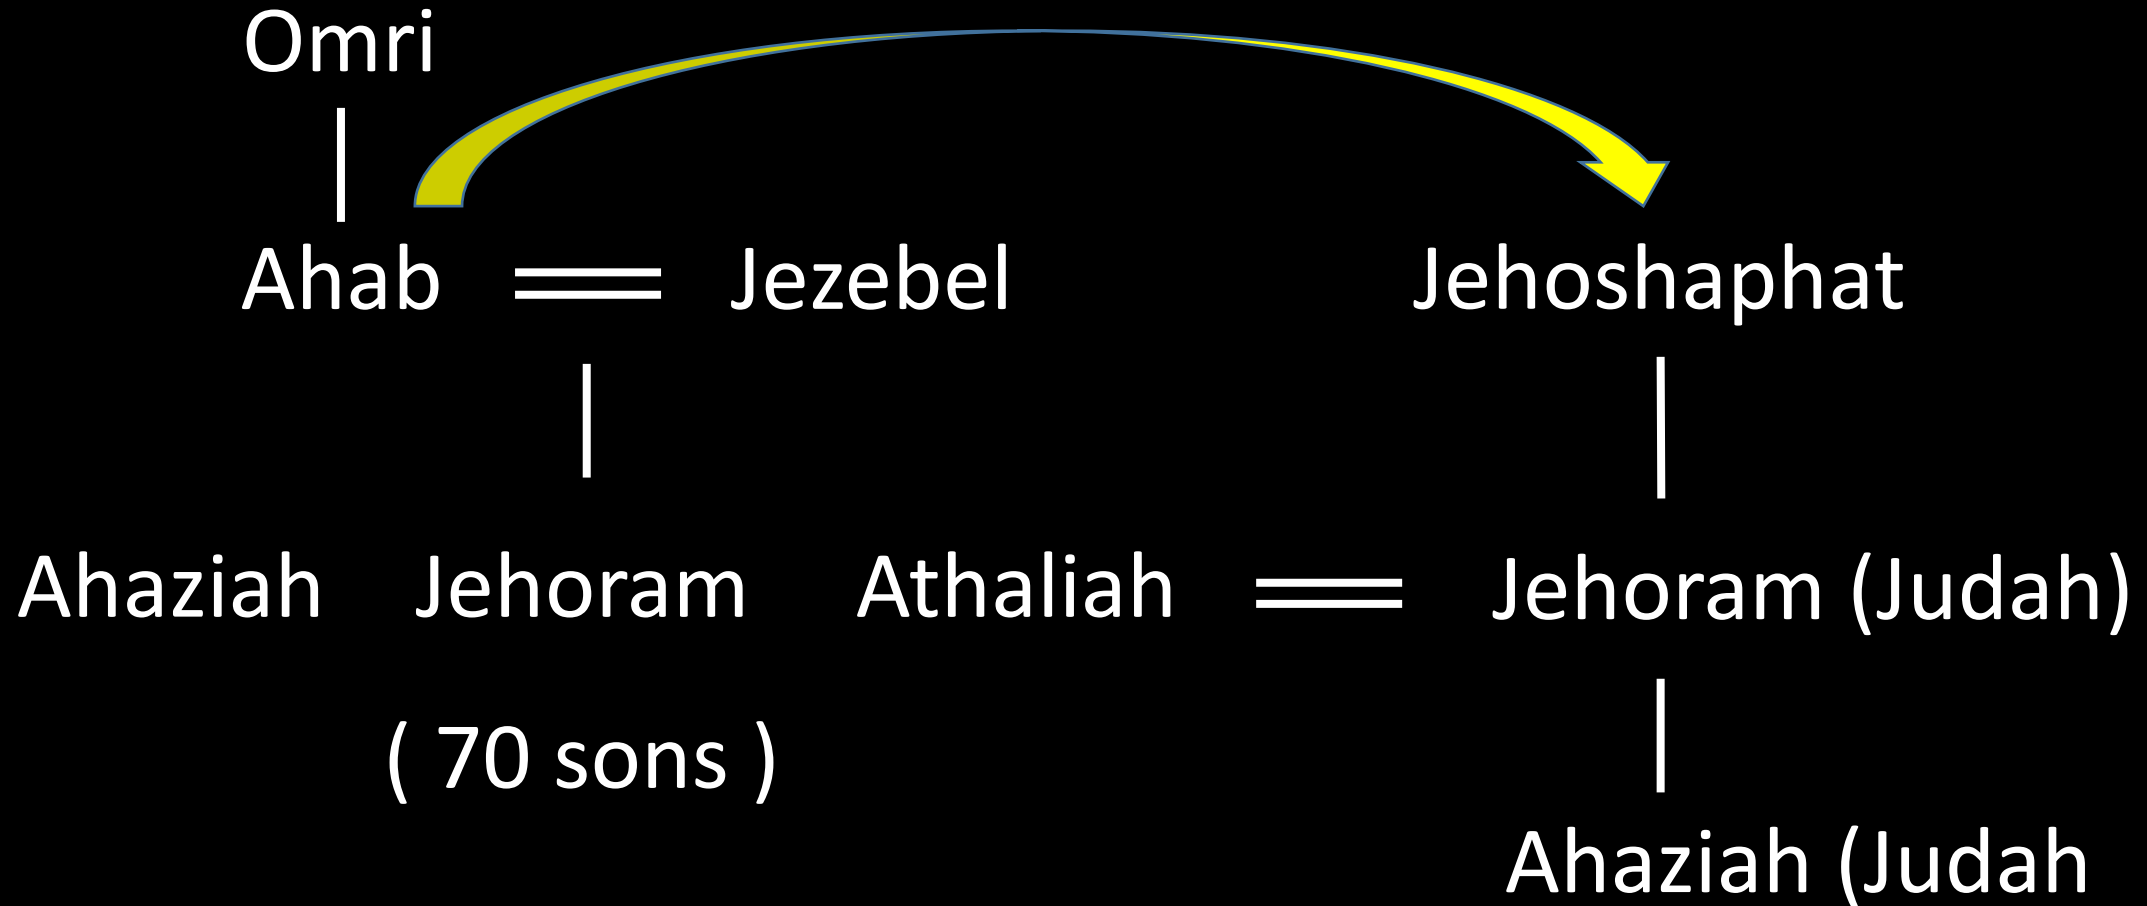 Omri
Ahab Jezebel Jehoshaphat
Ahaziah Jehoram Athaliah Jehoram (Judah)
( 70 sons )
Ahaziah (Judah